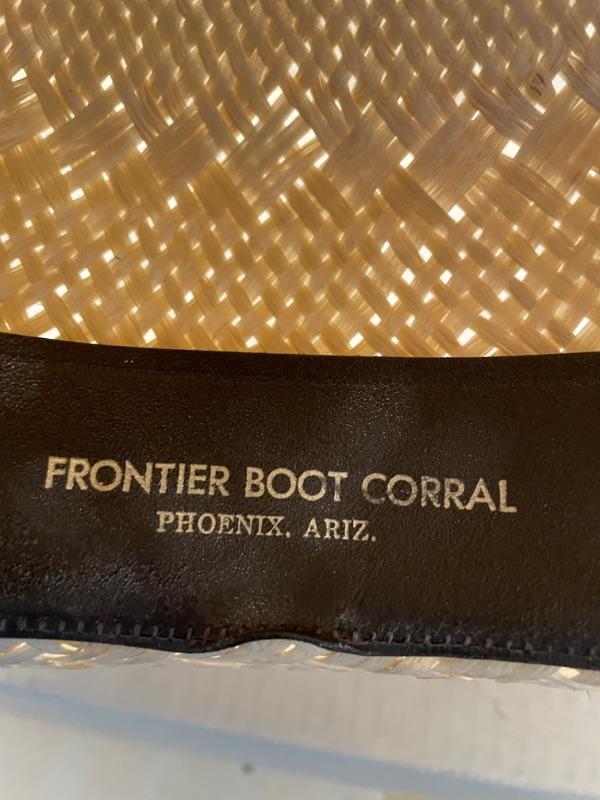 FRONTIER BOOT CORRAL
PHOENIX. ARIZ.